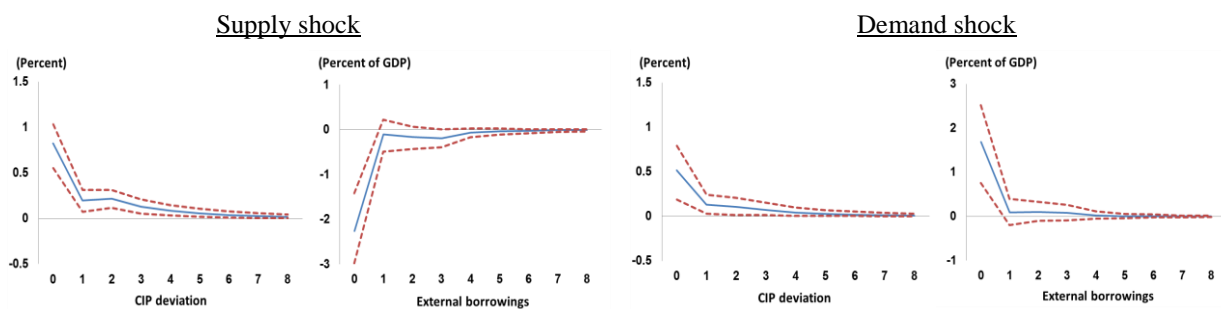 Supply shock
Demand shock
(Percent)
1.5
1
0.5
0
-0.5
0 1 2 3 4 5 6 7 8
CIP deviation
(Percent of GDP)
1
0
-1
-2
-3
0 1 2 3 4 5 6 7 8
External borrowings
(Percent)
1.5
1
0.5
0
-0.5
0 1 2 3 4 5 6 7 8
CIP deviation
(Percent of GDP)
3
2
1
0
-1
0 1 2 3 4 5 6 7 8
External borrowings